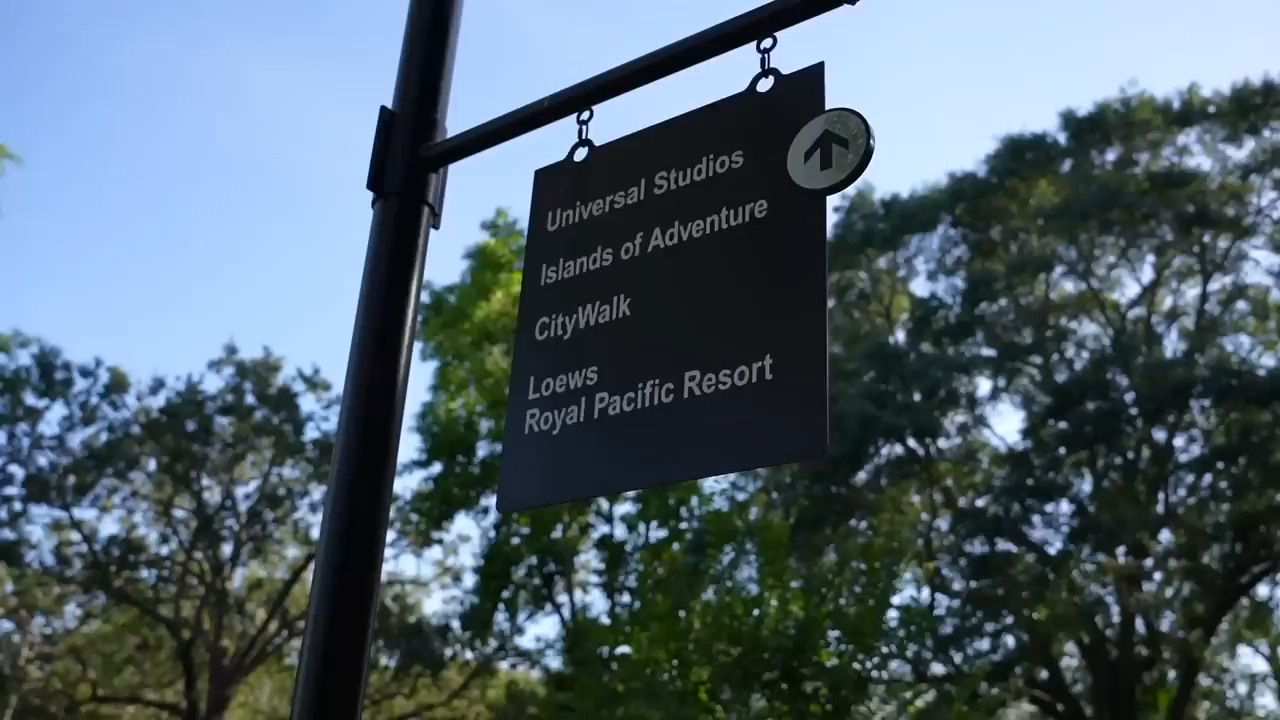 Universal Studios
Islands of Adventure
CityWalk
Loews
Royal Pacific Resort